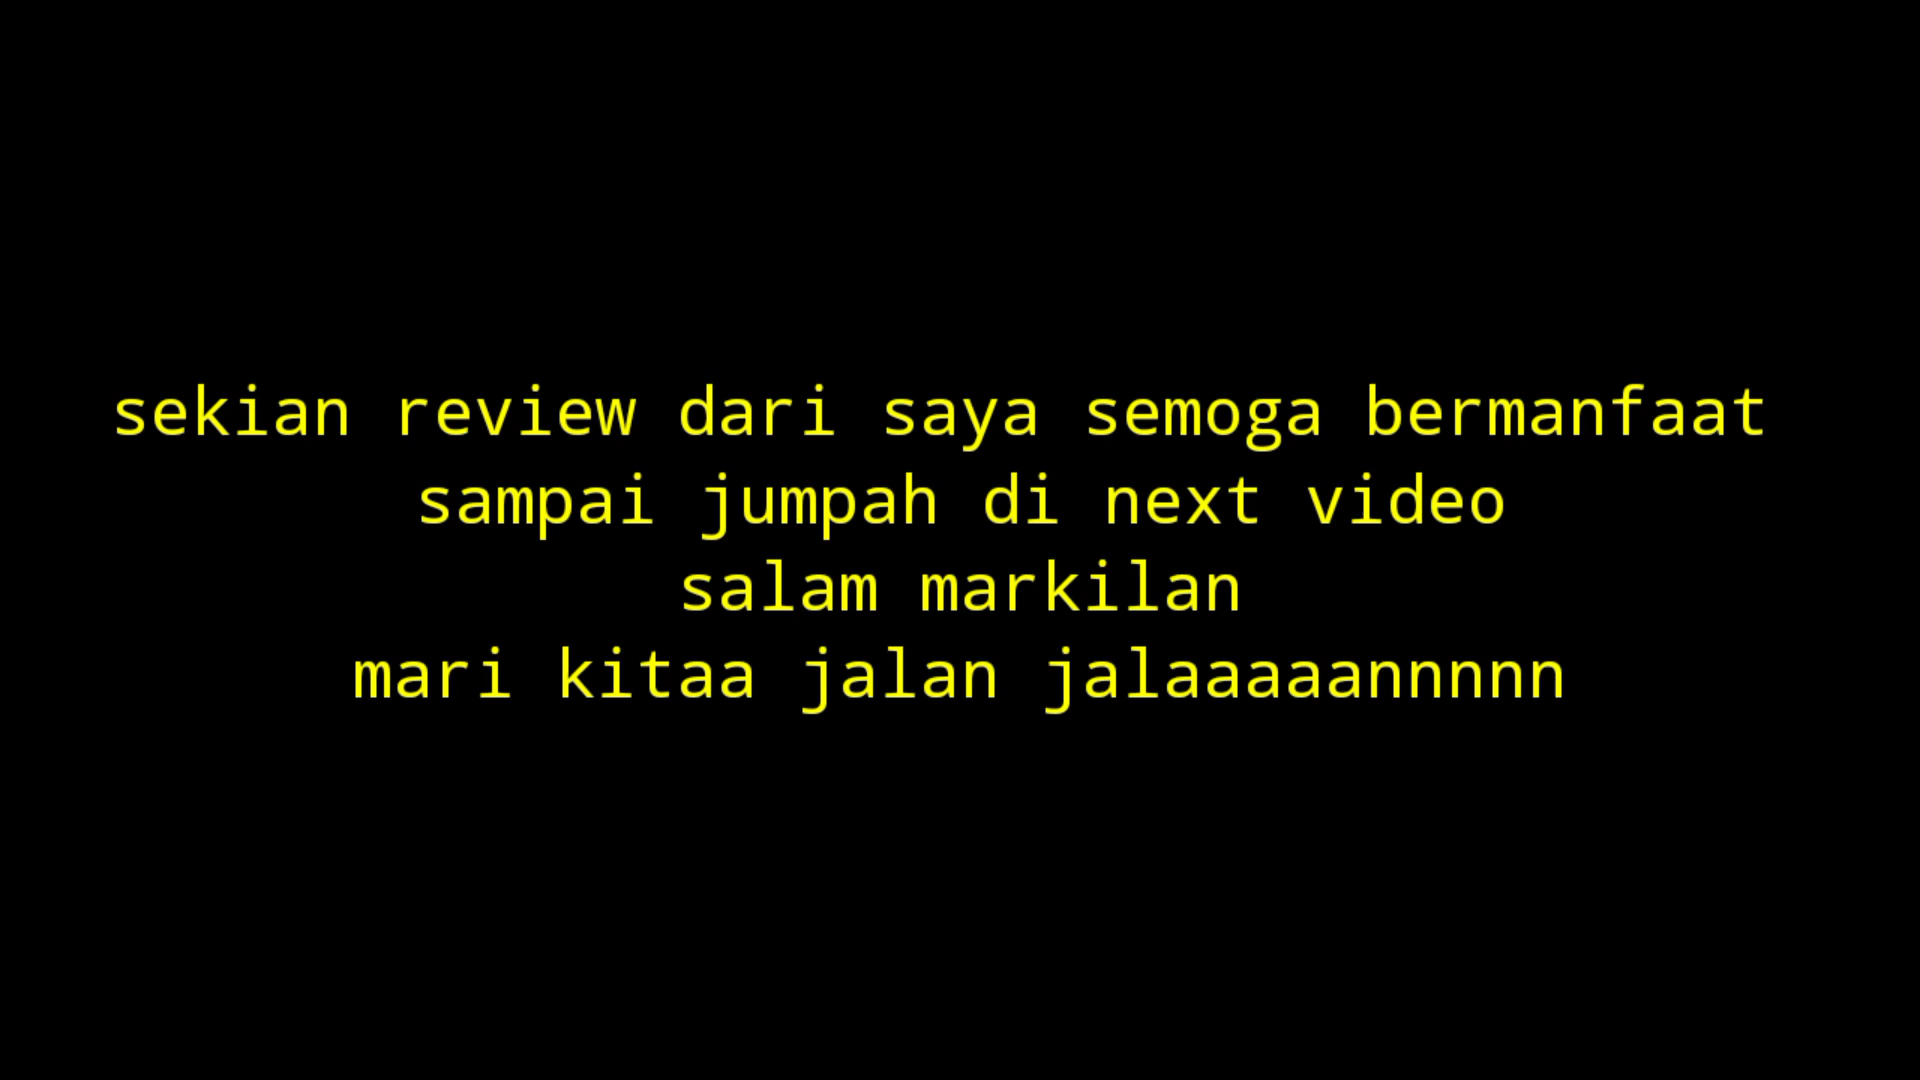 sekian review dari saya semoga bermanfaat
sampai jumpah di next video
salam markilan
mari kitaa jalan jalaaaaannnnn